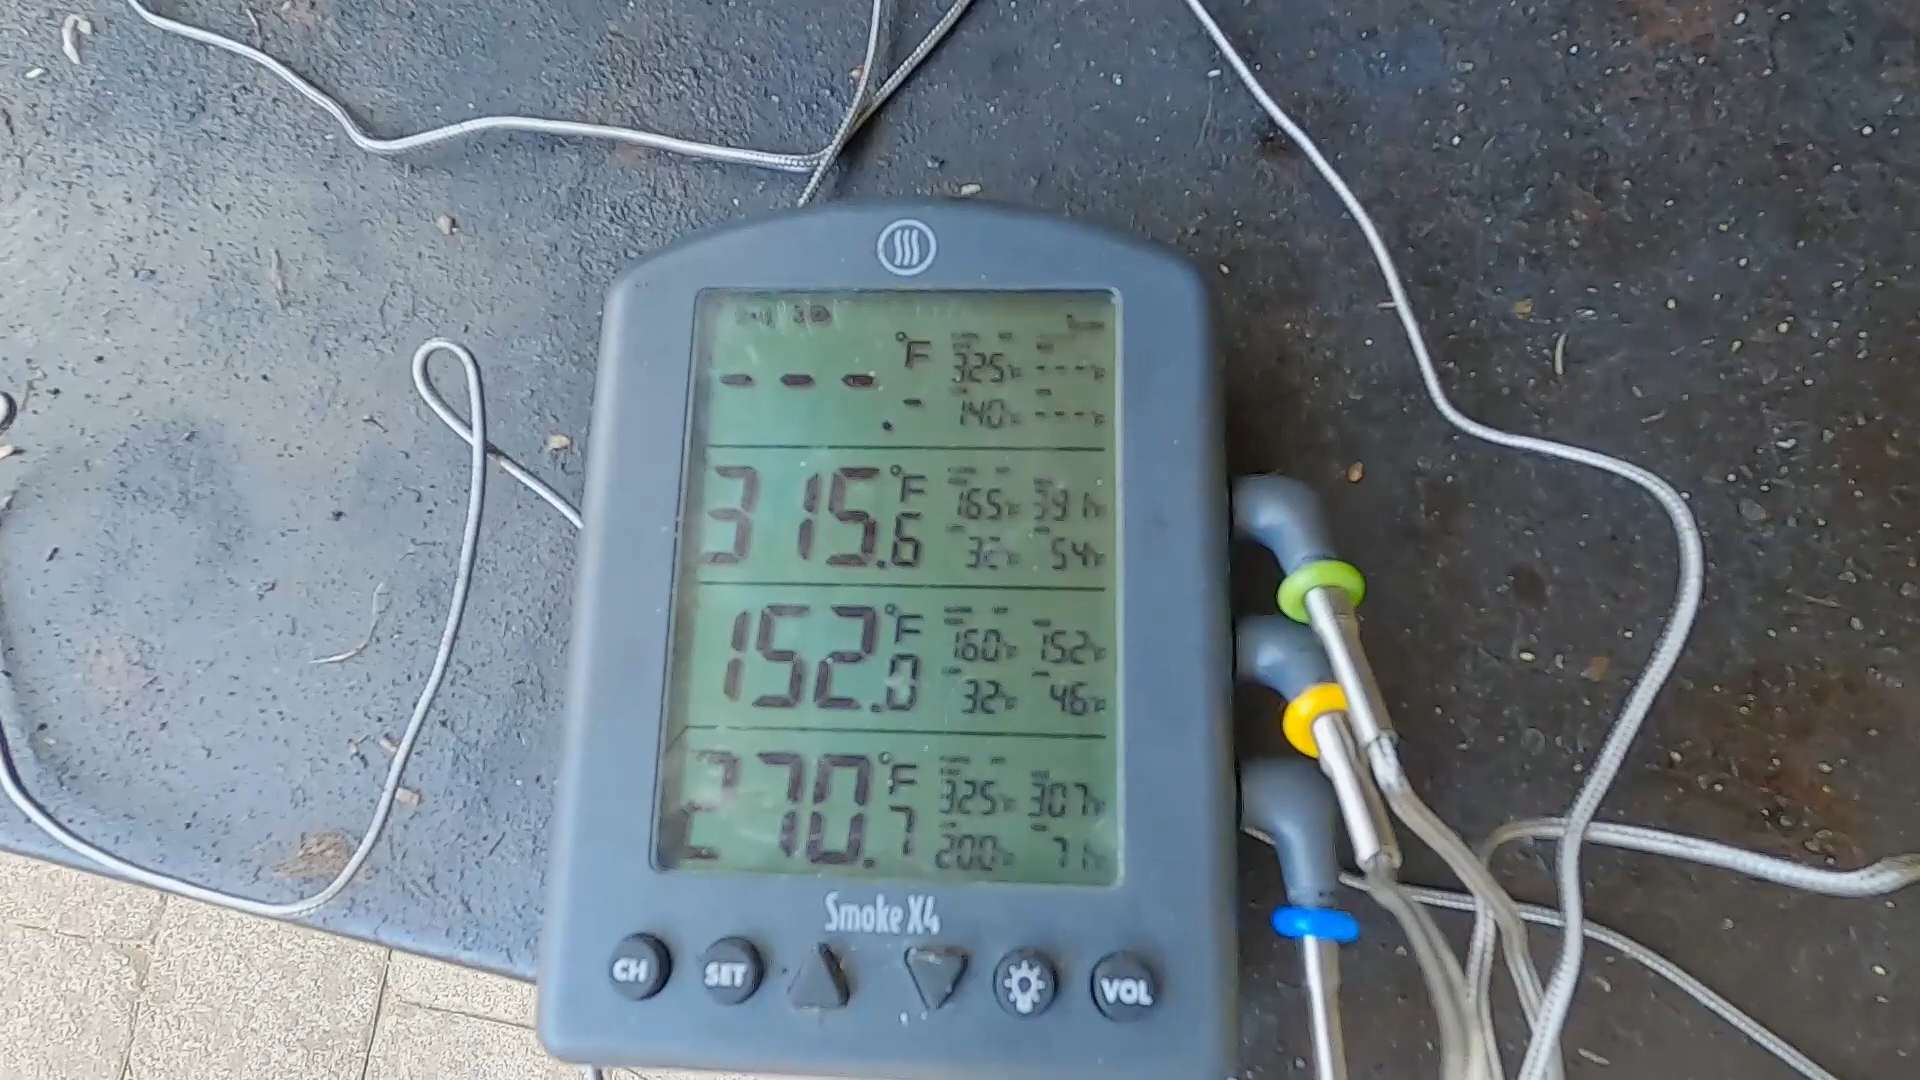 - - - .- °F 325°F - - -°F
140°F - - -°F
315.6 °F 165°F 391°F
32°F 54°F
152.0 °F 160°F 152°F
32°F 46°F
270.7 °F 325°F 307°F
200°F 71°F
Smoke X4
CH SET VOL